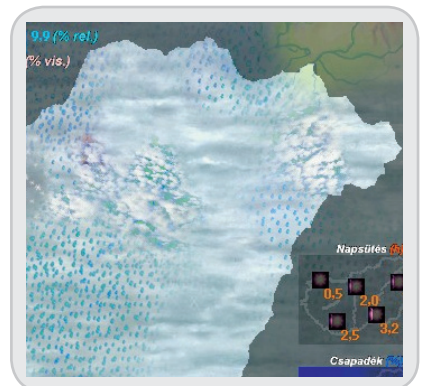 9.9 (% rel.)
(% vis.)
Napsütés
0,5
2,0
2,5
3,2
Csapadék